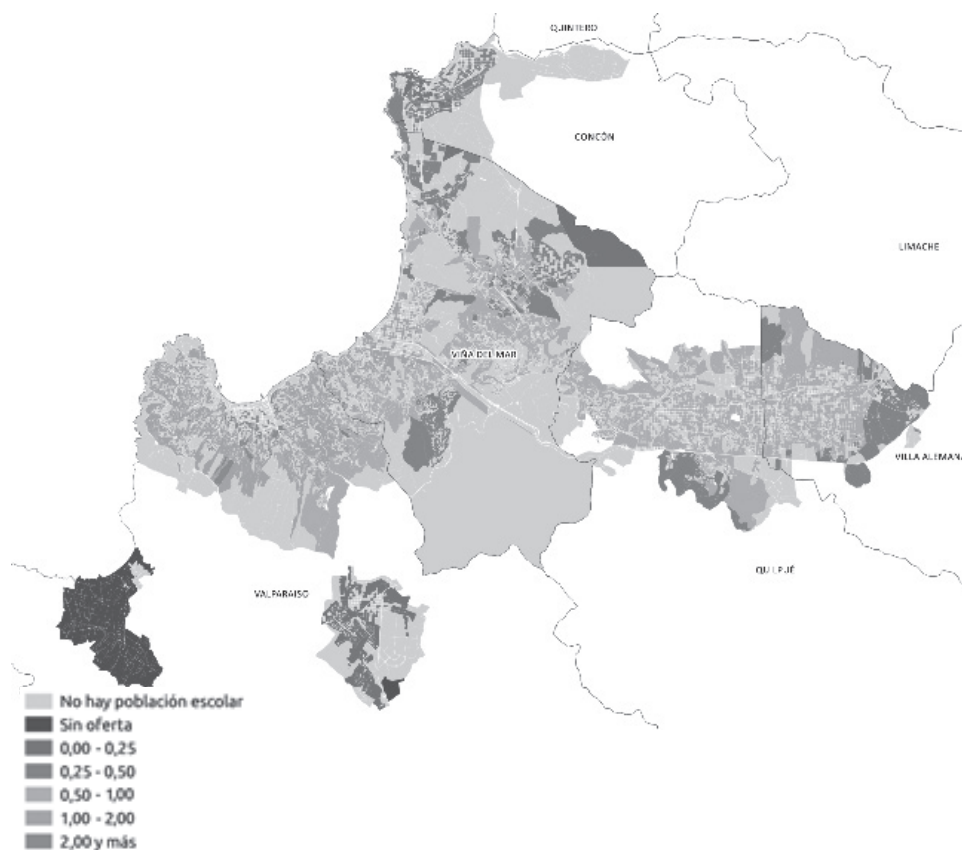 QUINTERO
CONCÓN
LIMACHE
VIÑA DEL MAR
VILLA ALEMANA
QUILPUÉ
VALPARAISO
No hay población escolar
Sin oferta
0,00 - 0,25
0,25 - 0,50
0,50 - 1,00
1,00 - 2,00
2,00 y más